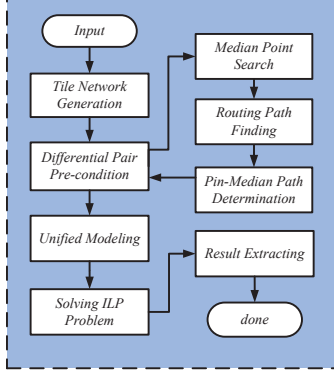 Input
Tile Network
Generation
Differential Pair
Pre-condition
Median Point
Search
Routing Path
Finding
Pin-Median Path
Determination
Unified Modeling
Solving ILP
Problem
Result Extracting
done